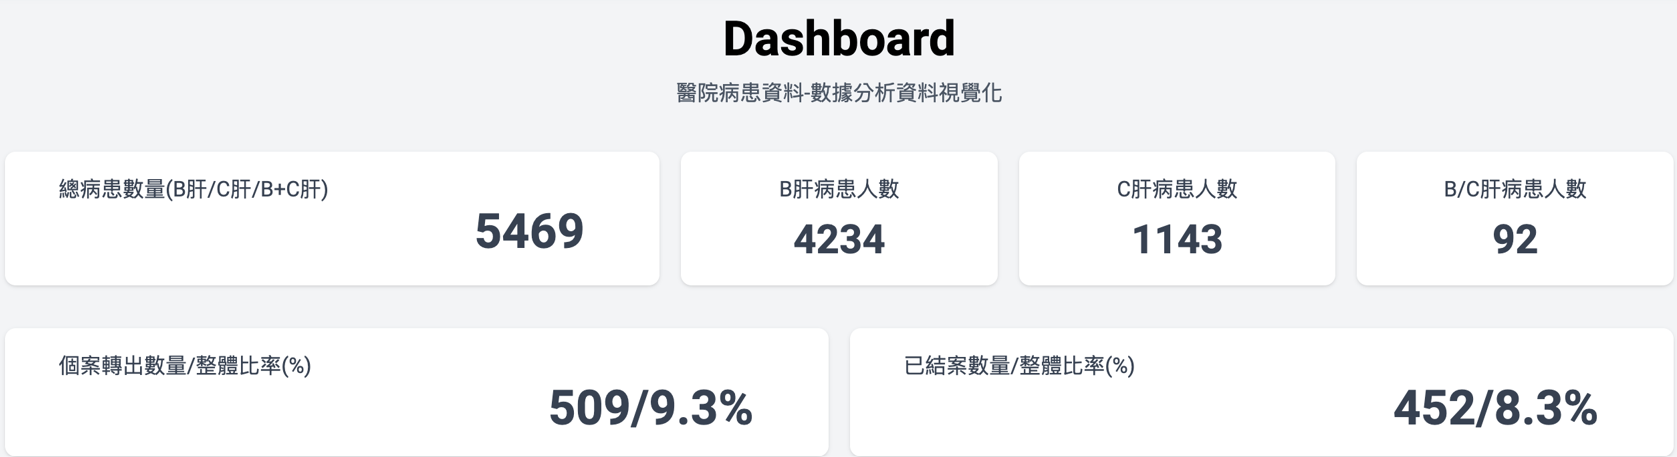 Dashboard
醫院病患資料-數據分析資料視覺化
總病患數量(B肝/C肝/B+C肝)
5469
B肝病患人數
4234
C肝病患人數
1143
B/C肝病患人數
92
個案轉出數量/整體比率(%)
509/9.3%
已結案數量/整體比率(%)
452/8.3%